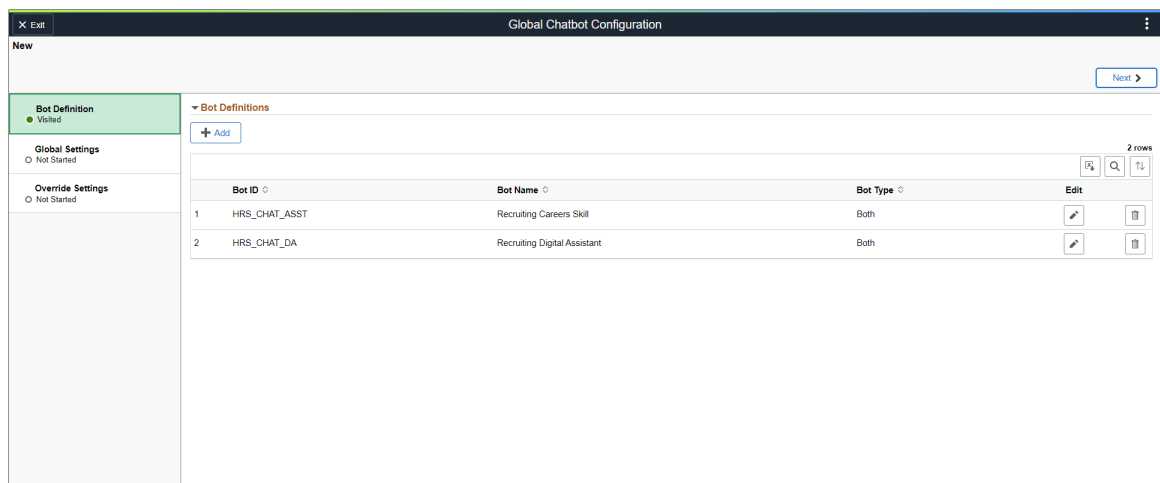 Exit
Global Chatbot Configuration
New
Next
Bot Definition
Visited
Global Settings
Not Started
Override Settings
Not Started
Bot Definitions
Add
2 rows
Bot ID Bot Name Bot Type Edit
1 HRS_CHAT_ASST Recruiting Careers Skill Both
2 HRS_CHAT_DA Recruiting Digital Assistant Both